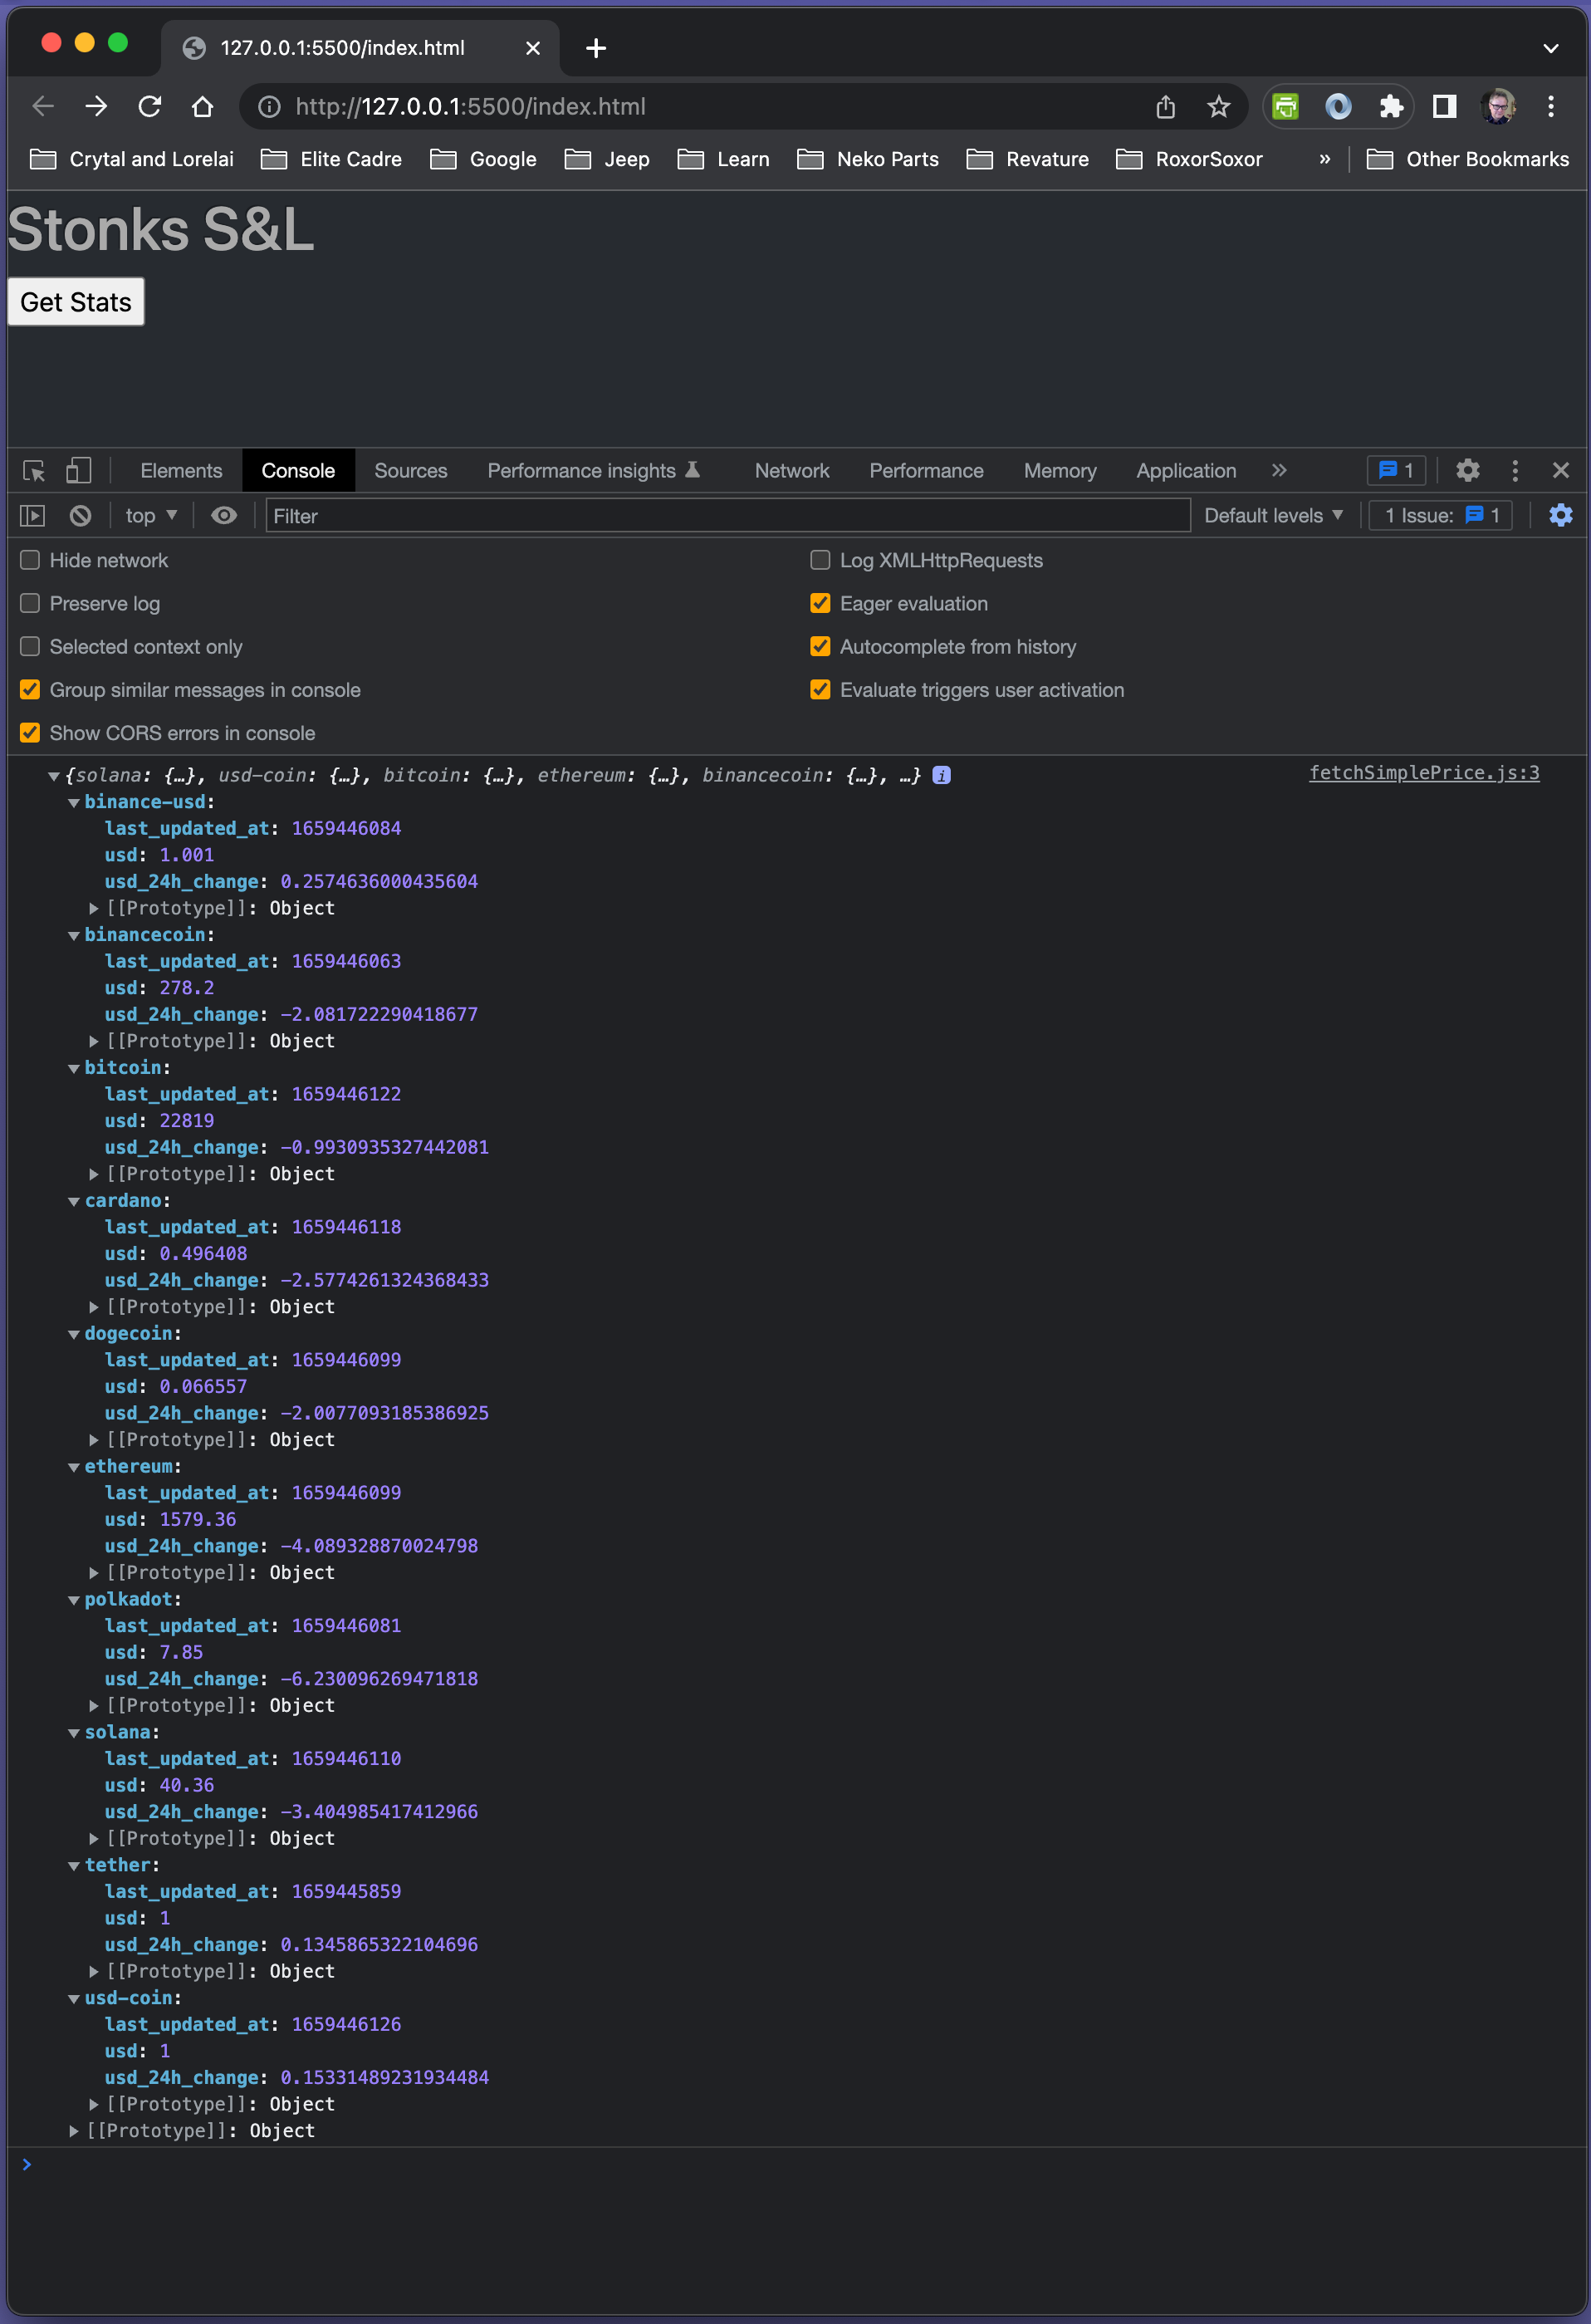 127.0.0.1:5500/index.html
http://127.0.0.1:5500/index.html
Crytal and Lorelai Elite Cadre Google Jeep Learn Neko Parts Revature RoxorSoxor » Other Bookmarks
Stonks S&L
Get Stats
Elements Console Sources Performance insights Network Performance Memory Application » 1
top Filter Default levels 1 Issue: 1
Hide network Log XMLHttpRequests
Preserve log Eager evaluation
Selected context only Autocomplete from history
Group similar messages in console Evaluate triggers user activation
Show CORS errors in console
{solana: {…}, usd-coin: {…}, bitcoin: {…}, ethereum: {…}, binancecoin: {…}, …} i fetchSimplePrice.js:3
binance-usd:
last_updated_at: 1659446084
usd: 1.001
usd_24h_change: 0.2574636000435604
[[Prototype]]: Object
binancecoin:
last_updated_at: 1659446063
usd: 278.2
usd_24h_change: -2.081722290418677
[[Prototype]]: Object
bitcoin:
last_updated_at: 1659446122
usd: 22819
usd_24h_change: -0.9930935327442081
[[Prototype]]: Object
cardano:
last_updated_at: 1659446118
usd: 0.496408
usd_24h_change: -2.5774261324368433
[[Prototype]]: Object
dogecoin:
last_updated_at: 1659446099
usd: 0.066557
usd_24h_change: -2.0077093185386925
[[Prototype]]: Object
ethereum:
last_updated_at: 1659446099
usd: 1579.36
usd_24h_change: -4.089328870024798
[[Prototype]]: Object
polkadot:
last_updated_at: 1659446081
usd: 7.85
usd_24h_change: -6.230096269471818
[[Prototype]]: Object
solana:
last_updated_at: 1659446110
usd: 40.36
usd_24h_change: -3.404985417412966
[[Prototype]]: Object
tether:
last_updated_at: 1659445859
usd: 1
usd_24h_change: 0.1345865322104696
[[Prototype]]: Object
usd-coin:
last_updated_at: 1659446126
usd: 1
usd_24h_change: 0.15331489231934484
[[Prototype]]: Object
[[Prototype]]: Object